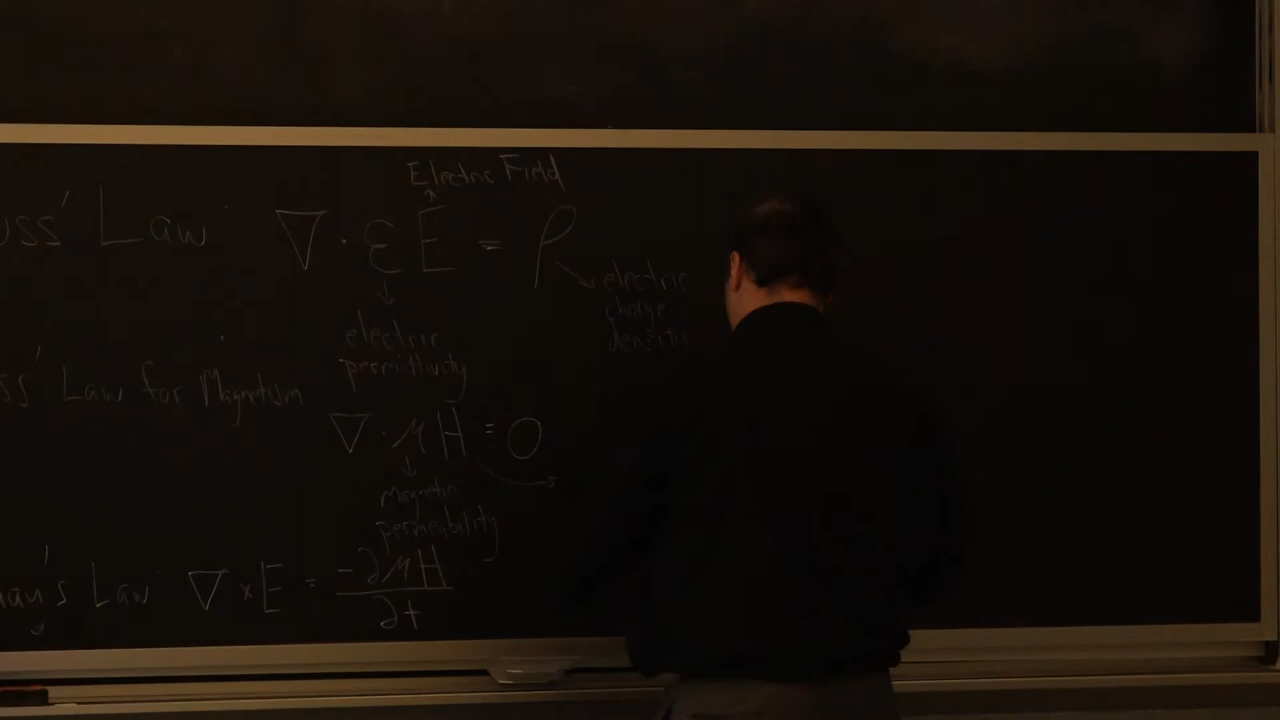 Electric Field
uss' Law ∇ · εE = ρ
electric
charge
density
electric
permittivity
ss' Law for Magnetism
∇ · μH = 0
magnetic
permeability
aday's Law ∇ × E = -∂μH / ∂t